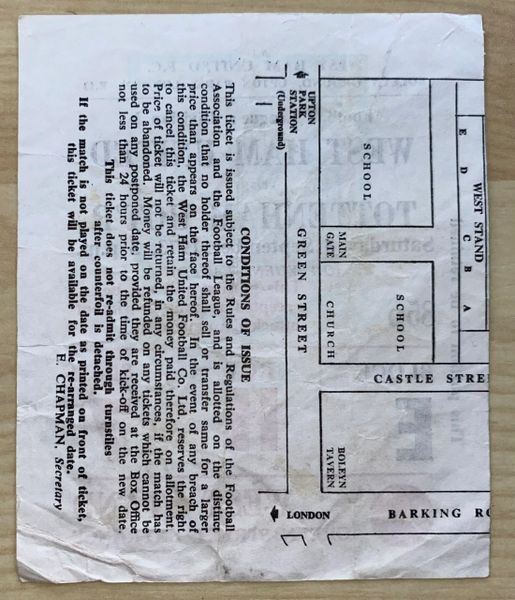 UPTON
PARK
STATION
(Underground)
SCHOOL
E D C B A
WEST STAND
GREEN STREET
MAIN
GATE
CHURCH
SCHOOL
CASTLE STREE
BOLEYN
TAVERN
LONDON
BARKING RO
CONDITIONS OF ISSUE
This ticket is issued subject to the Rules and Regulations of the Football
Association and the Football League, and is allotted on the distinct
condition that no holder thereof shall sell or transfer same for a larger
price than appears on the face hereof. In the event of any breach of
this condition, the West Ham United Football Co. Ltd. reserves the right
to cancel this ticket and retain the money paid therefore on allotment.
Price of ticket will not be returned, in any circumstances, if the match has
to be abandoned. Money will be refunded on any tickets which cannot be
used on any postponed date, provided they are received at the Box Office
not less than 24 hours prior to the time of kick-off on the new date.
This ticket does not re-admit through turnstiles
after counterfoil is detached.
If the match is not played on the date as printed on front of ticket,
this ticket will be available for the re-arranged date.
E. CHAPMAN, Secretary